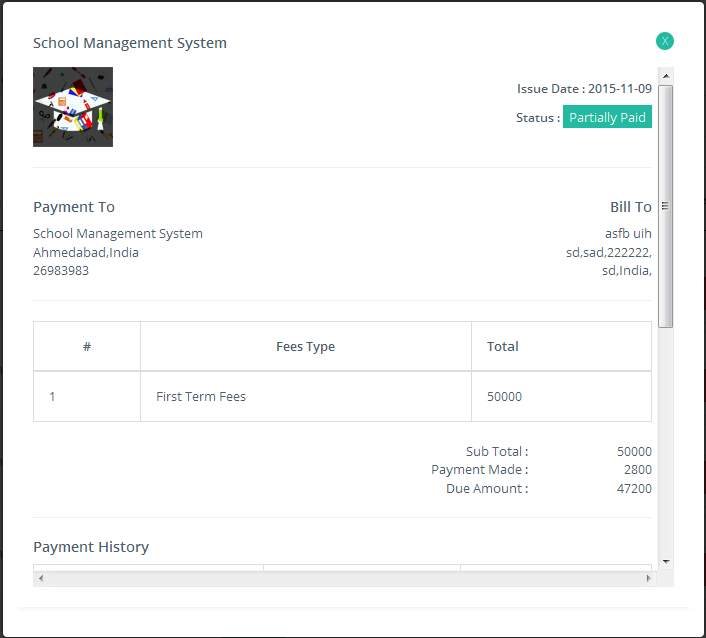 School Management System
X
Issue Date : 2015-11-09
Status : Partially Paid
Payment To
Bill To
School Management System
asfb uih
Ahmedabad,India
sd,sad,222222,
26983983
sd,India,
# Fees Type Total
1 First Term Fees 50000
Sub Total : 50000
Payment Made : 2800
Due Amount : 47200
Payment History